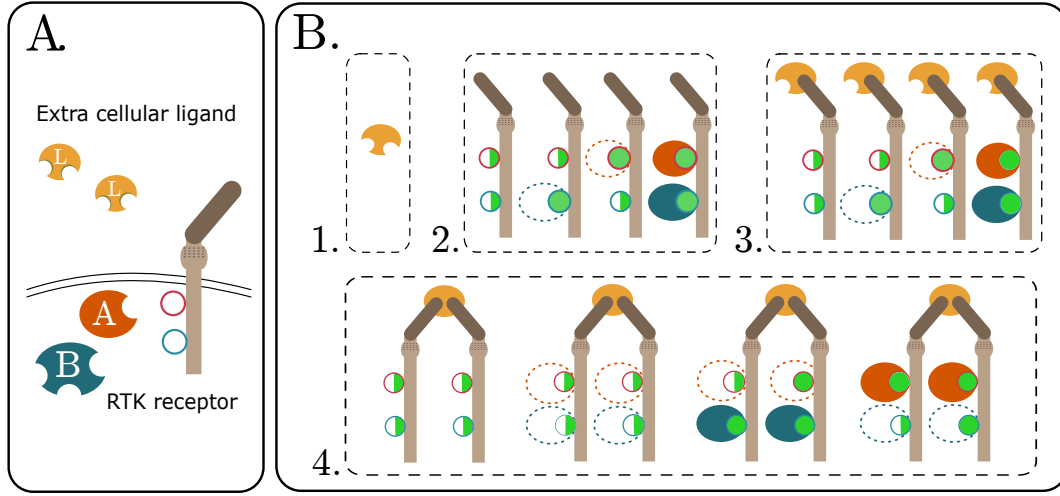 A.
Extra cellular ligand
L
L
A
B
RTK receptor
B.
1.
2.
3.
4.